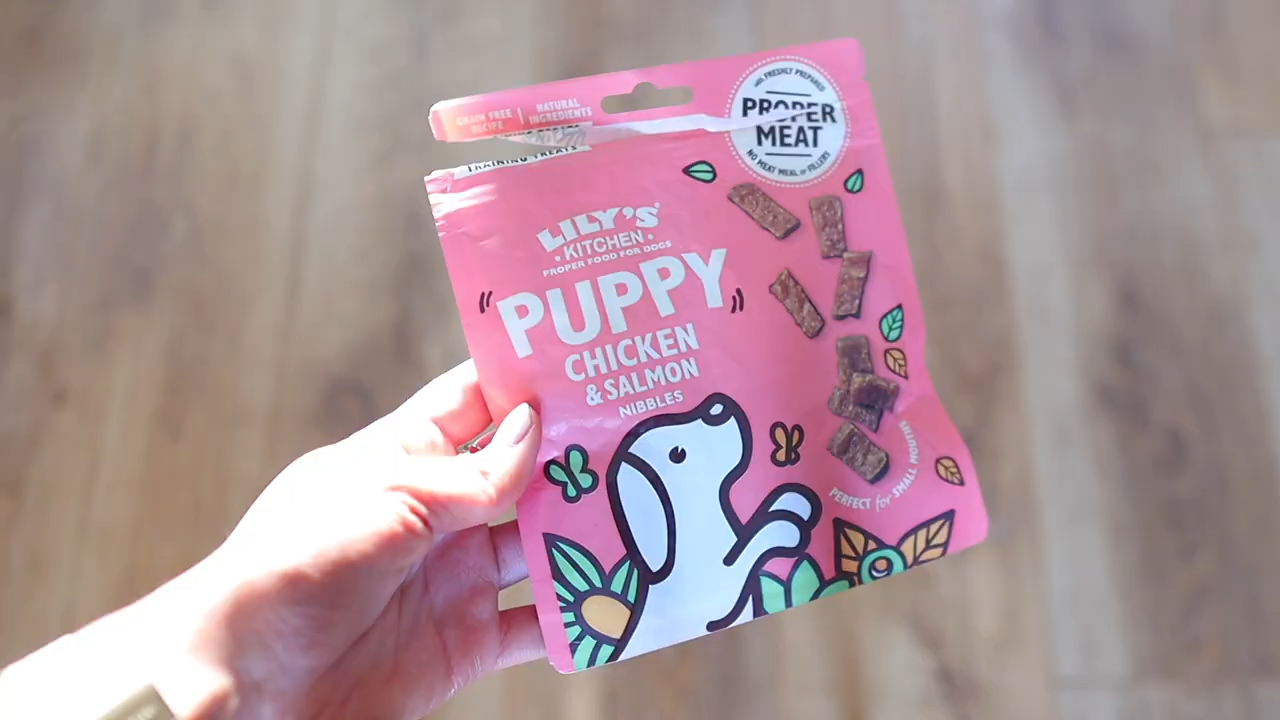 GRAIN FREE
RECIPE
NATURAL
INGREDIENTS
TRAINING TREATS
with FRESHLY PREPARED
PROPER
MEAT
NO MEAT MEAL or FILLERS
LILY'S
KITCHEN
PROPER FOOD FOR DOGS
PUPPY
CHICKEN
& SALMON
NIBBLES
PERFECT for SMALL MOUTHS